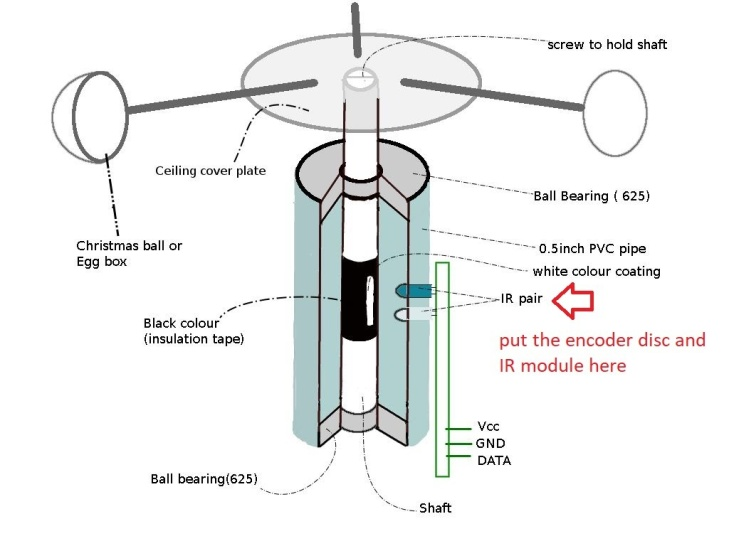 screw to hold shaft
Ceiling cover plate
Ball Bearing ( 625)
Christmas ball or
Egg box
0.5inch PVC pipe
white colour coating
IR pair
Black colour
(insulation tape)
put the encoder disc and
IR module here
Vcc
GND
DATA
Ball bearing(625)
Shaft